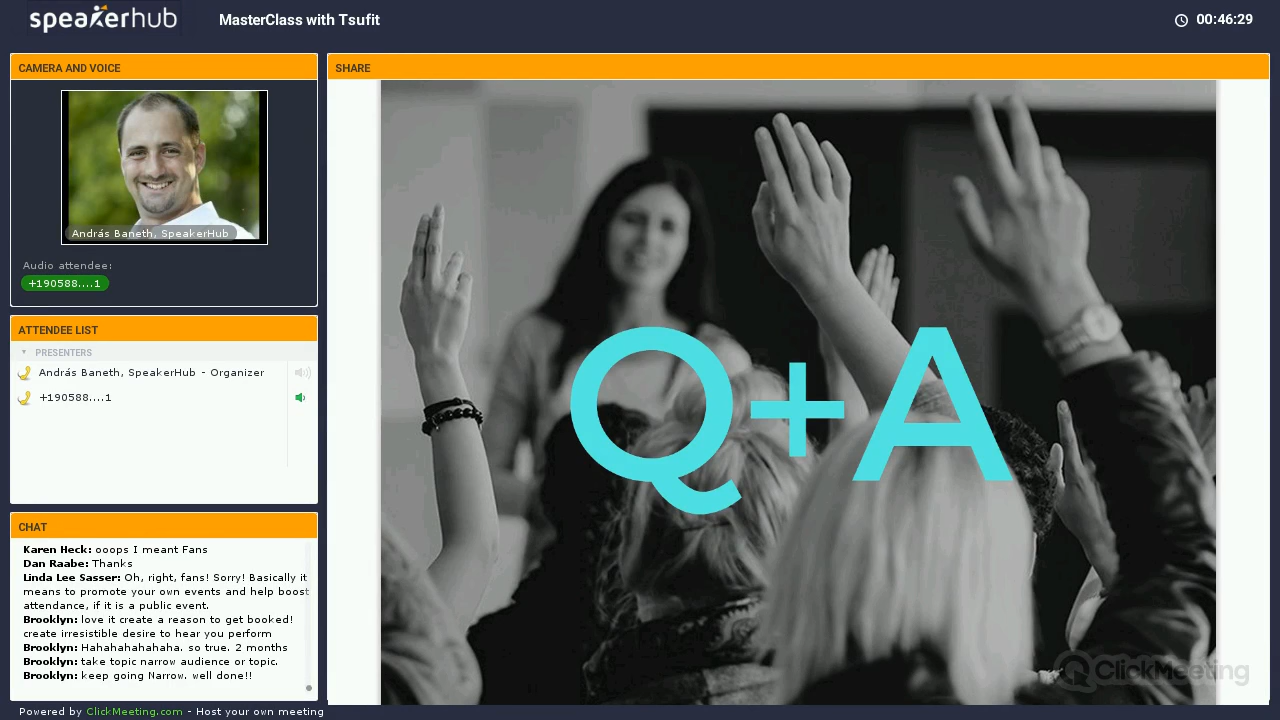 speakerhub
MasterClass with Tsufit
00:46:29
CAMERA AND VOICE
András Baneth, SpeakerHub
Audio attendee:
+190588....1
ATTENDEE LIST
PRESENTERS
András Baneth, SpeakerHub - Organizer
+190588....1
CHAT
Karen Heck: ooops I meant Fans
Dan Raabe: Thanks
Linda Lee Sasser: Oh, right, fans! Sorry! Basically it
means to promote your own events and help boost
attendance, if it is a public event.
Brooklyn: love it create a reason to get booked!
create irresistible desire to hear you perform
Brooklyn: Hahahahahahaha. so true. 2 months
Brooklyn: take topic narrow audience or topic.
Brooklyn: keep going Narrow. well done!!
Powered by ClickMeeting.com - Host your own meeting
SHARE
Q+A
ClickMeeting